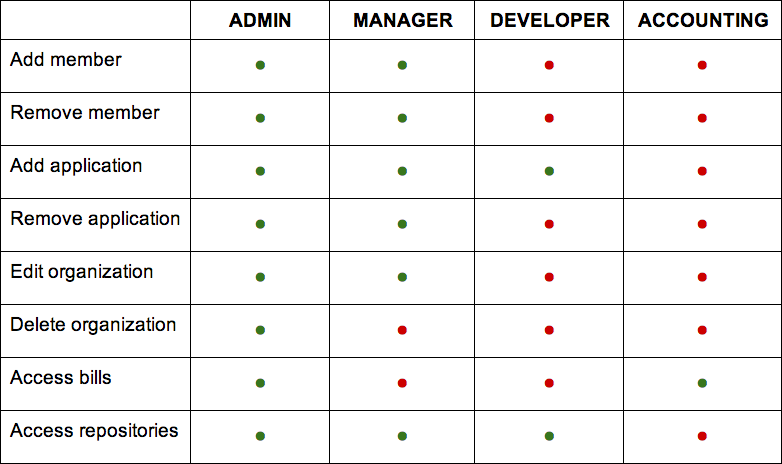 ADMIN MANAGER DEVELOPER ACCOUNTING
Add member
Remove member
Add application
Remove application
Edit organization
Delete organization
Access bills
Access repositories